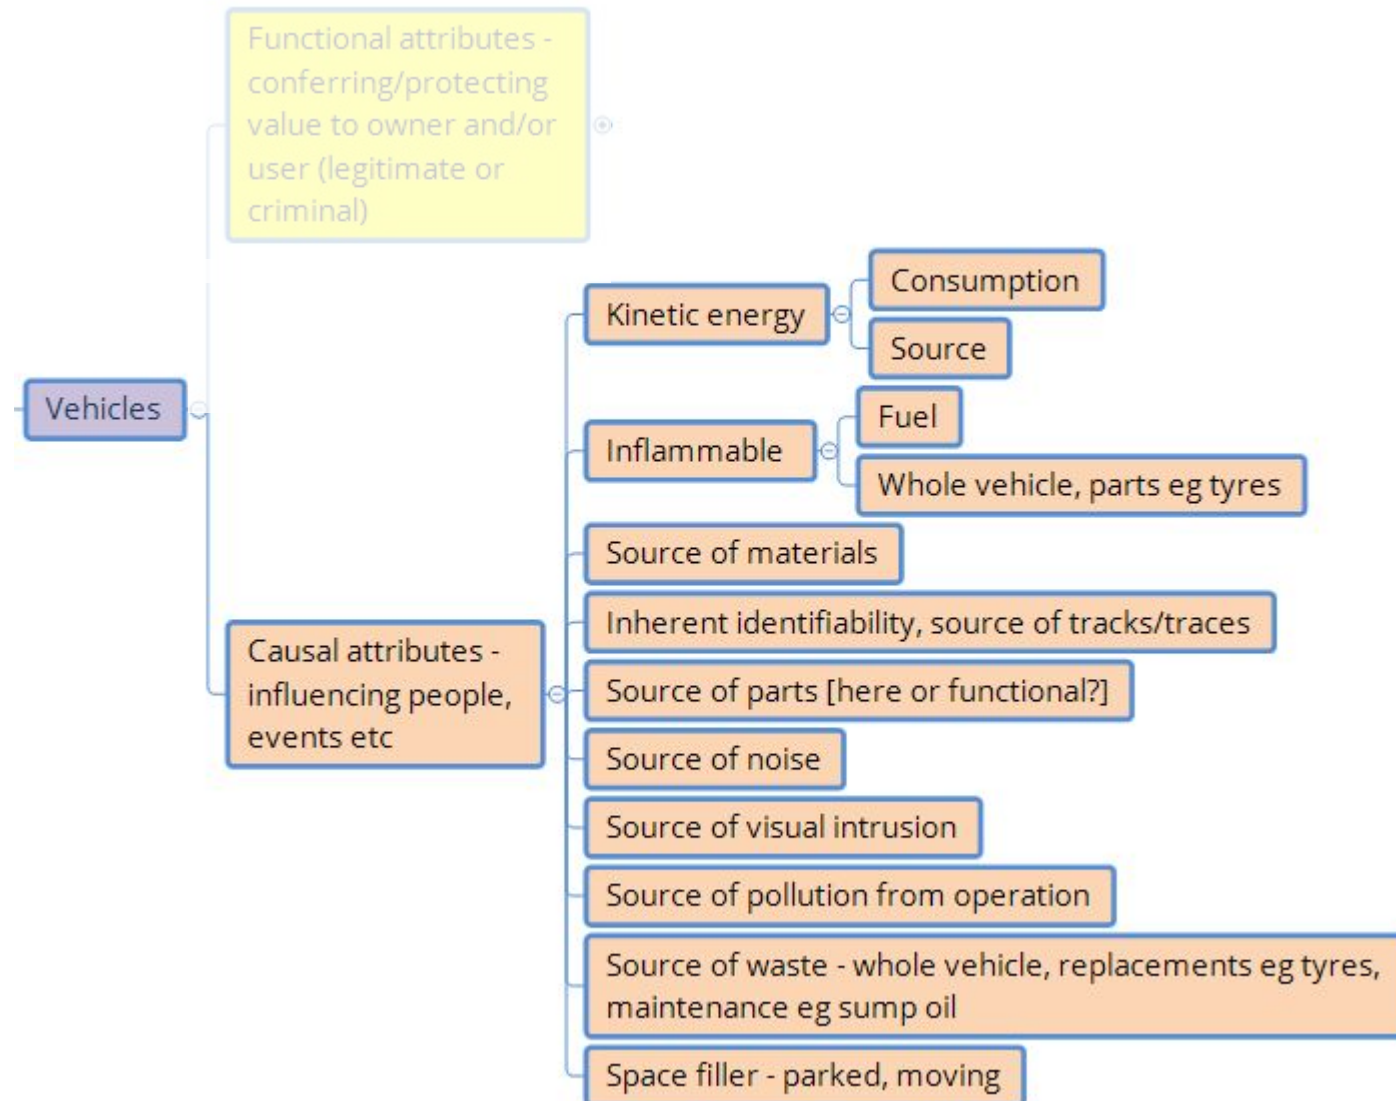 Functional attributes -
conferring/protecting
value to owner and/or
user (legitimate or
criminal)
Vehicles
Causal attributes -
influencing people,
events etc
Kinetic energy
Consumption
Source
Inflammable
Fuel
Whole vehicle, parts eg tyres
Source of materials
Inherent identifiability, source of tracks/traces
Source of parts [here or functional?]
Source of noise
Source of visual intrusion
Source of pollution from operation
Source of waste - whole vehicle, replacements eg tyres,
maintenance eg sump oil
Space filler - parked, moving